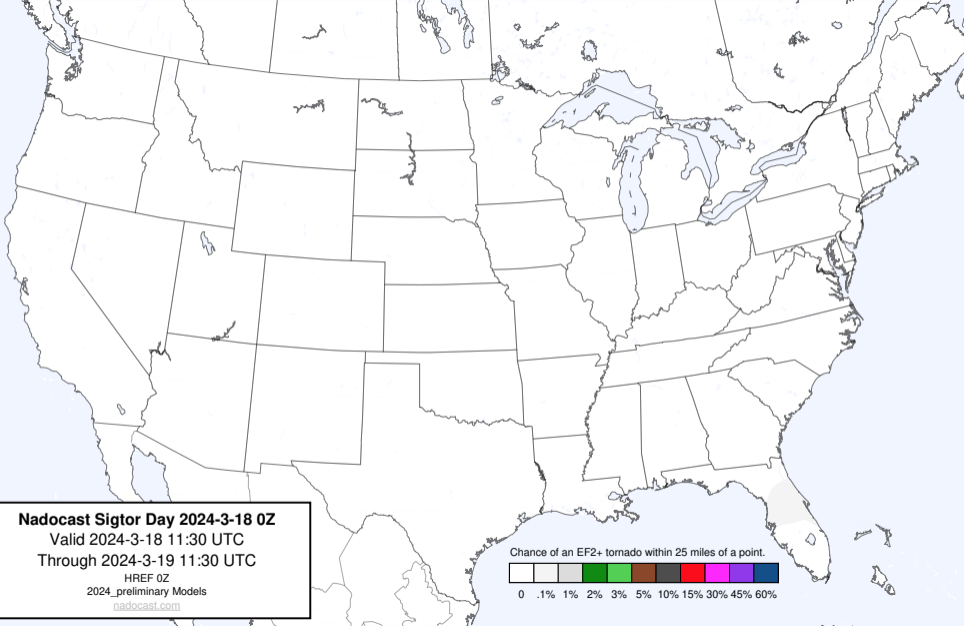 Nadocast Sigtor Day 2024-3-18 0Z
Valid 2024-3-18 11:30 UTC
Through 2024-3-19 11:30 UTC
HREF 0Z
2024_preliminary Models
nadocast.com
Chance of an EF2+ tornado within 25 miles of a point.
0 .1% 1% 2% 3% 5% 10% 15% 30% 45% 60%